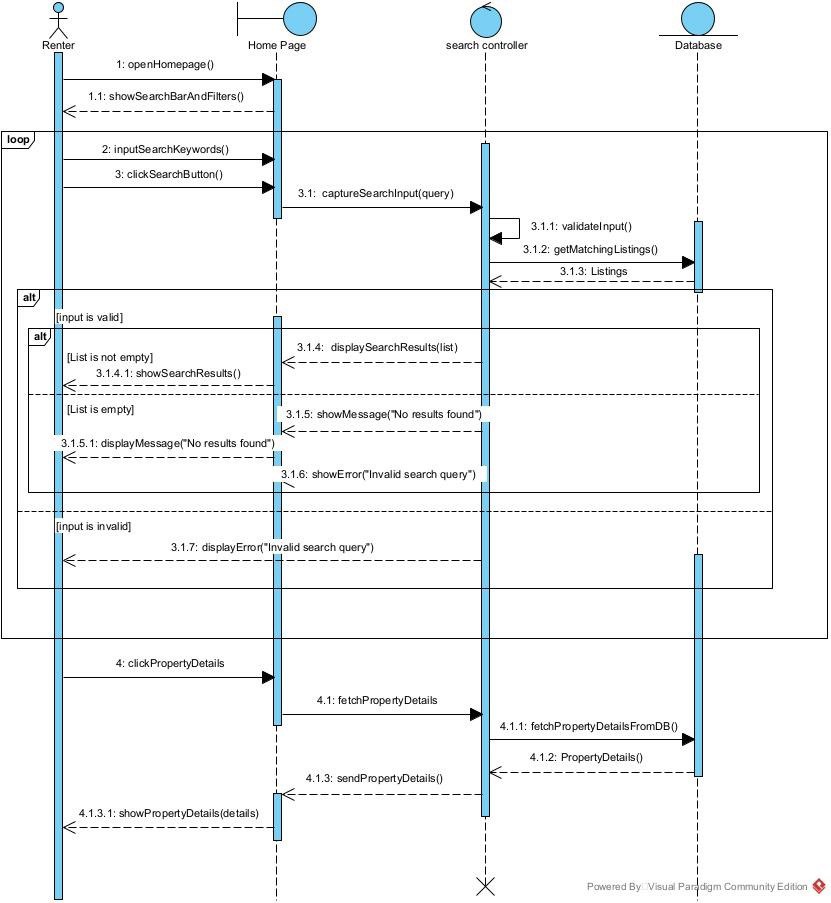 Renter
Home Page
search controller
Database
1: openHomepage()
1.1: showSearchBarAndFilters()
loop
2: inputSearchKeywords()
3: clickSearchButton()
3.1: captureSearchInput(query)
3.1.1: validateInput()
3.1.2: getMatchingListings()
3.1.3: Listings
alt
[input is valid]
alt
3.1.4: displaySearchResults(list)
[List is not empty]
3.1.4.1: showSearchResults()
[List is empty]
3.1.5: showMessage("No results found")
3.1.5.1: displayMessage("No results found")
3.1.6: showError("Invalid search query")
[input is invalid]
3.1.7: displayError("Invalid search query")
4: clickPropertyDetails
4.1: fetchPropertyDetails
4.1.1: fetchPropertyDetailsFromDB()
4.1.2: PropertyDetails()
4.1.3: sendPropertyDetails()
4.1.3.1: showPropertyDetails(details)
Powered By Visual Paradigm Community Edition